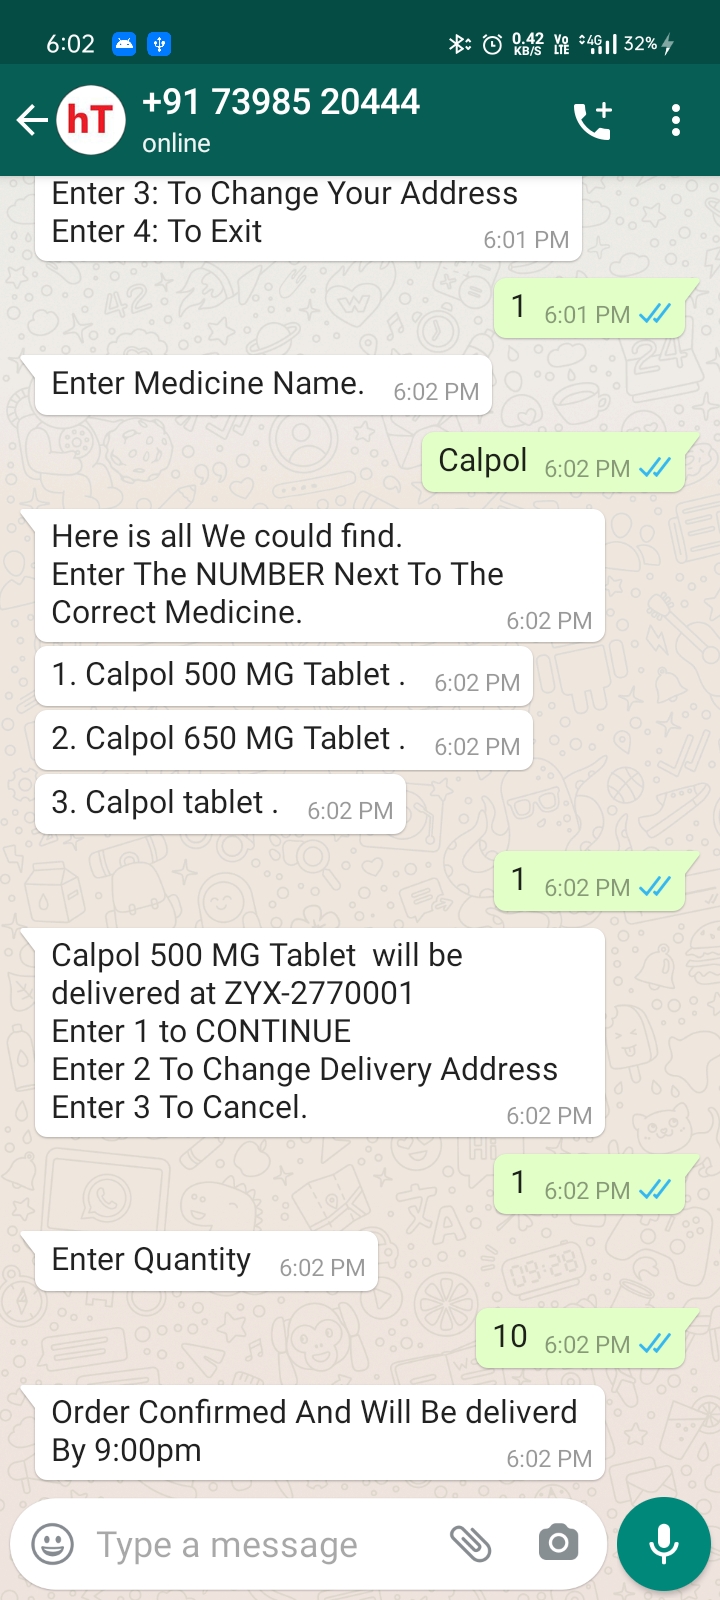 6:02
0.42 KB/S Vo LTE 4G 32%
hT
+91 73985 20444
online
Enter 3: To Change Your Address
Enter 4: To Exit
6:01 PM
1 6:01 PM
Enter Medicine Name. 6:02 PM
Calpol 6:02 PM
Here is all We could find.
Enter The NUMBER Next To The
Correct Medicine.
6:02 PM
1. Calpol 500 MG Tablet . 6:02 PM
2. Calpol 650 MG Tablet . 6:02 PM
3. Calpol tablet . 6:02 PM
1 6:02 PM
Calpol 500 MG Tablet  will be
delivered at ZYX-2770001
Enter 1 to CONTINUE
Enter 2 To Change Delivery Address
Enter 3 To Cancel.
6:02 PM
1 6:02 PM
Enter Quantity 6:02 PM
10 6:02 PM
Order Confirmed And Will Be deliverd
By 9:00pm
6:02 PM
Type a message